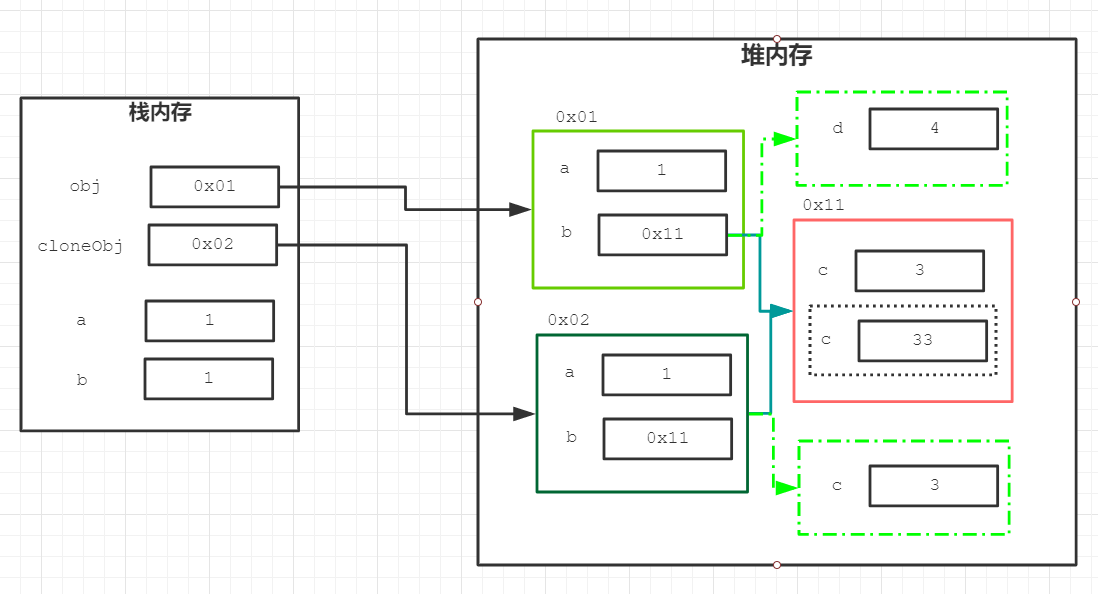 栈内存
obj 0x01
cloneObj 0x02
a 1
b 1
堆内存
0x01
a 1
b 0x11
0x02
a 1
b 0x11
d 4
0x11
c 3
c 33
c 3